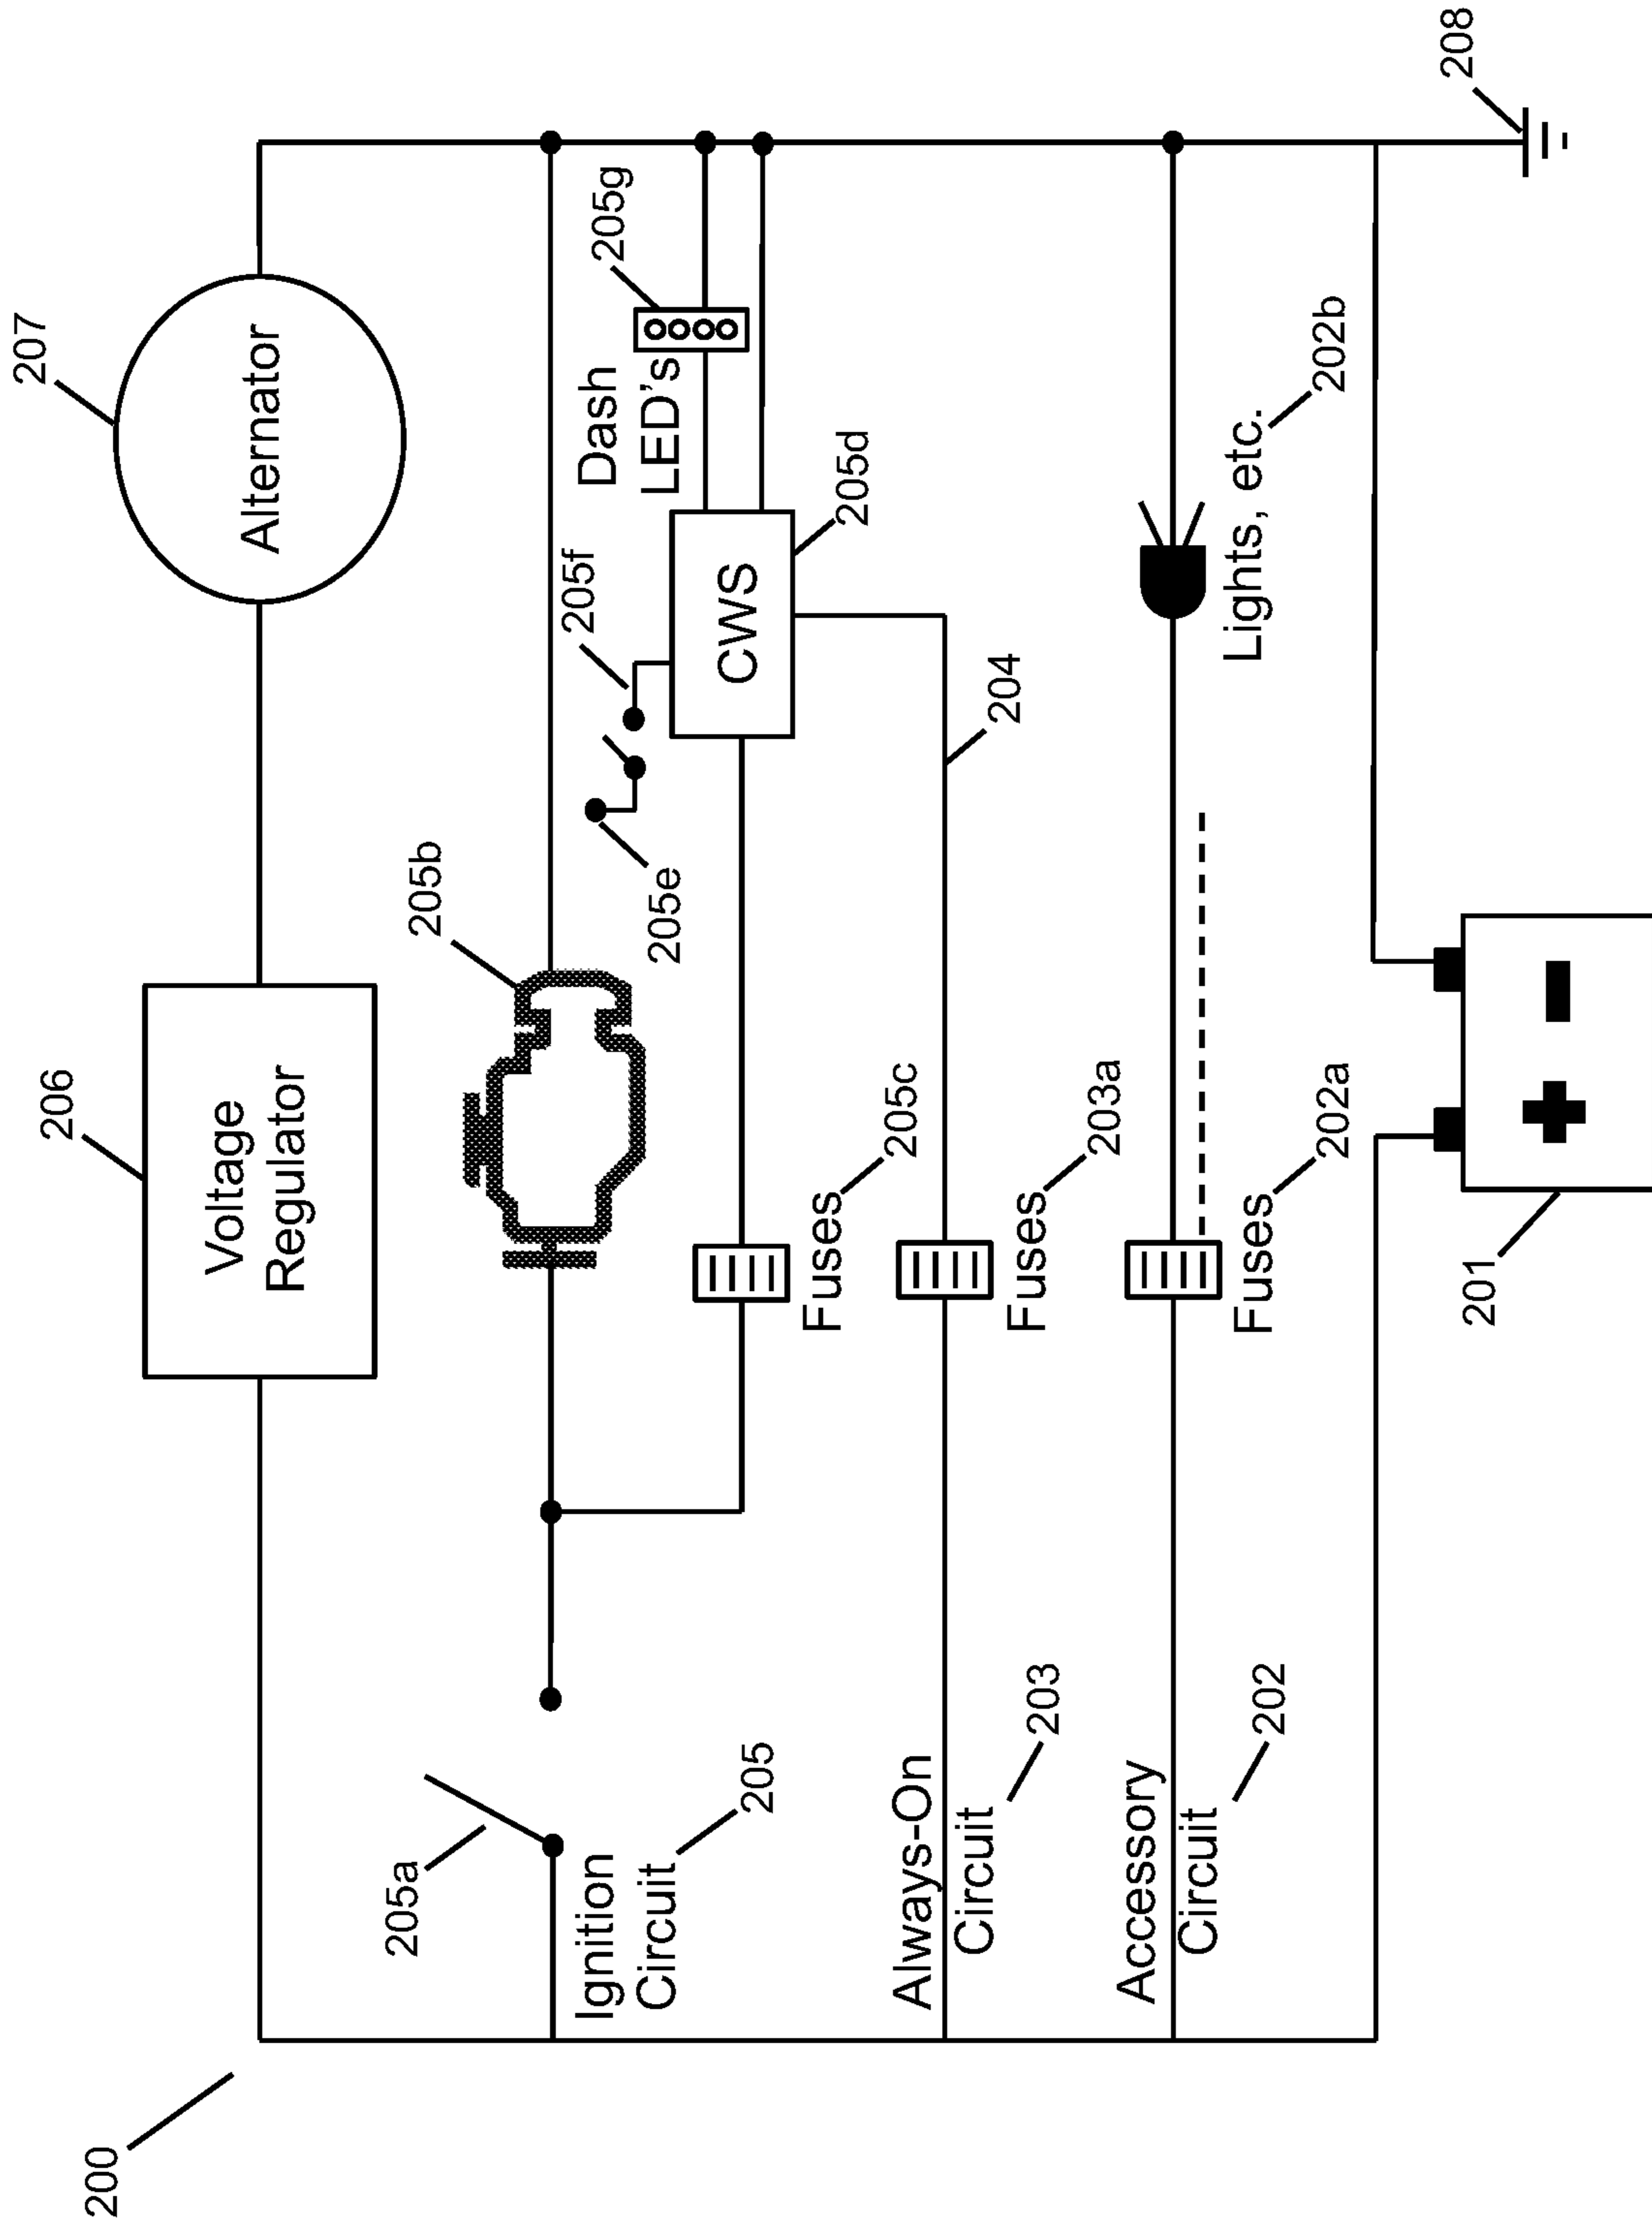 200
206
207
Voltage
Regulator
Alternator
205a
205b
205f
205g
Dash
LED's
Ignition
Circuit
205
205e
CWS
205d
Fuses
205c
Always-On
Circuit
203
Fuses
203a
204
Accessory
Circuit
202
Fuses
202a
Lights, etc.
202b
201
208